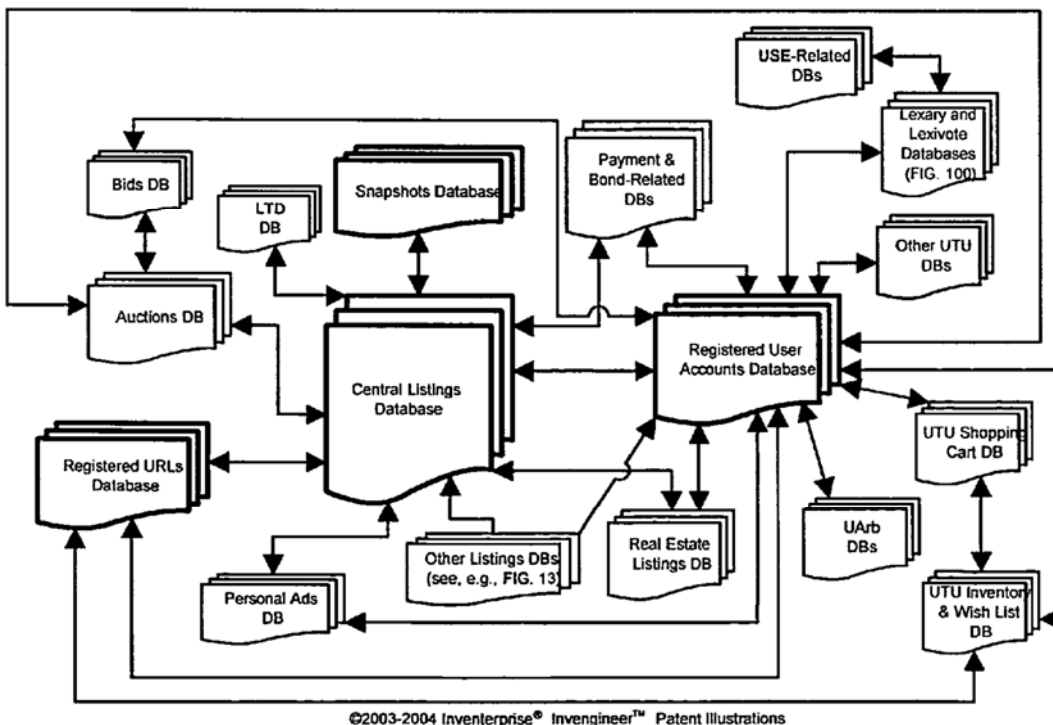 USE-Related
DBs
Lexary and
Lexivote
Databases
(FIG. 100)
Bids DB
Snapshots Database
Payment &
Bond-Related
DBs
LTD
DB
Other UTU
DBs
Auctions DB
Registered User
Accounts Database
Central Listings
Database
UTU Shopping
Cart DB
Registered URLs
Database
UArb
DBs
Real Estate
Listings DB
Other Listings DBs
(see, e.g., FIG. 13)
Personal Ads
DB
UTU Inventory
& Wish List
DB
©2003-2004 Inventerprise® Invengineer™ Patent Illustrations